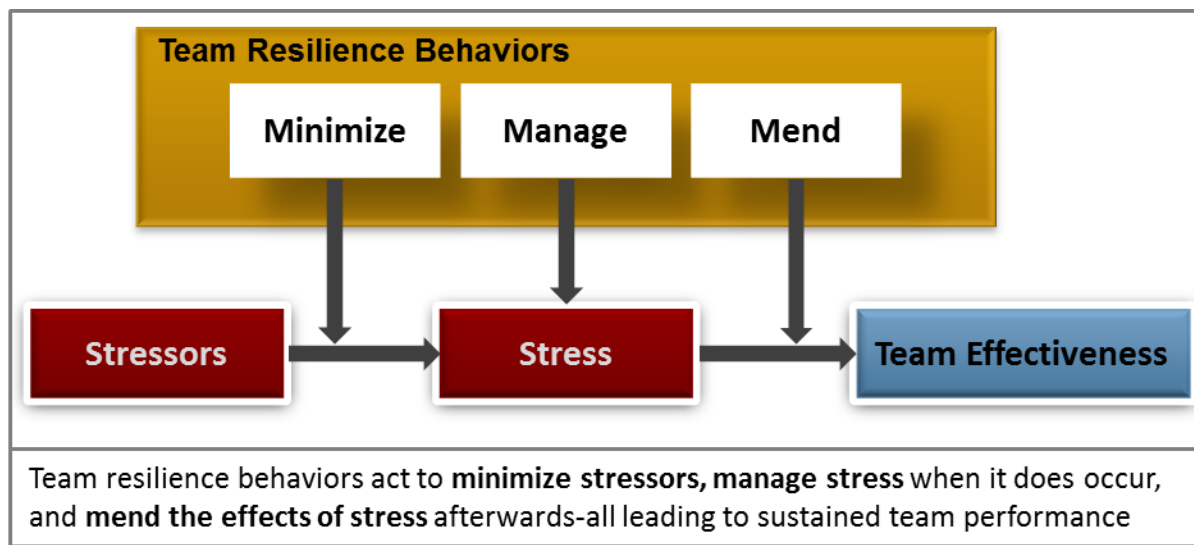 Team Resilience Behaviors
Minimize
Manage
Mend
Stressors
Stress
Team Effectiveness
Team resilience behaviors act to minimize stressors, manage stress when it does occur,
and mend the effects of stress afterwards-all leading to sustained team performance